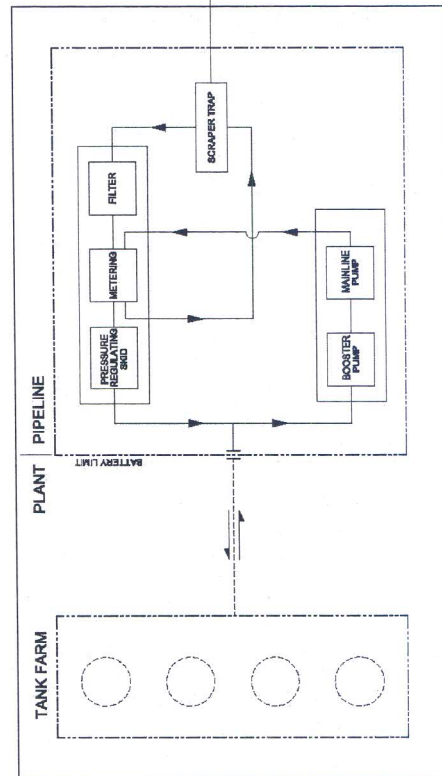 TANK FARM
PLANT
PIPELINE
BATTERY LIMIT
PRESSURE
REGULATING
SKID
METERING
FILTER
SCRAPER TRAP
BOOSTER
PUMP
MAINLINE
PUMP